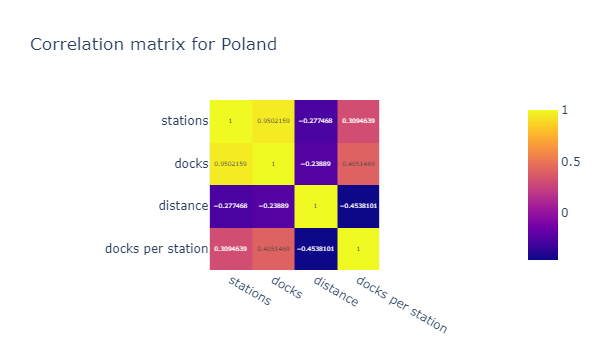 Correlation matrix for Poland
stations 1 0.9502159 −0.277468 0.3094639
docks 0.9502159 1 −0.23889 0.4051468
distance −0.277468 −0.23889 1 −0.4538101
docks per station 0.3094639 0.4051468 −0.4538101 1
stations docks distance docks per station
1
0.5
0